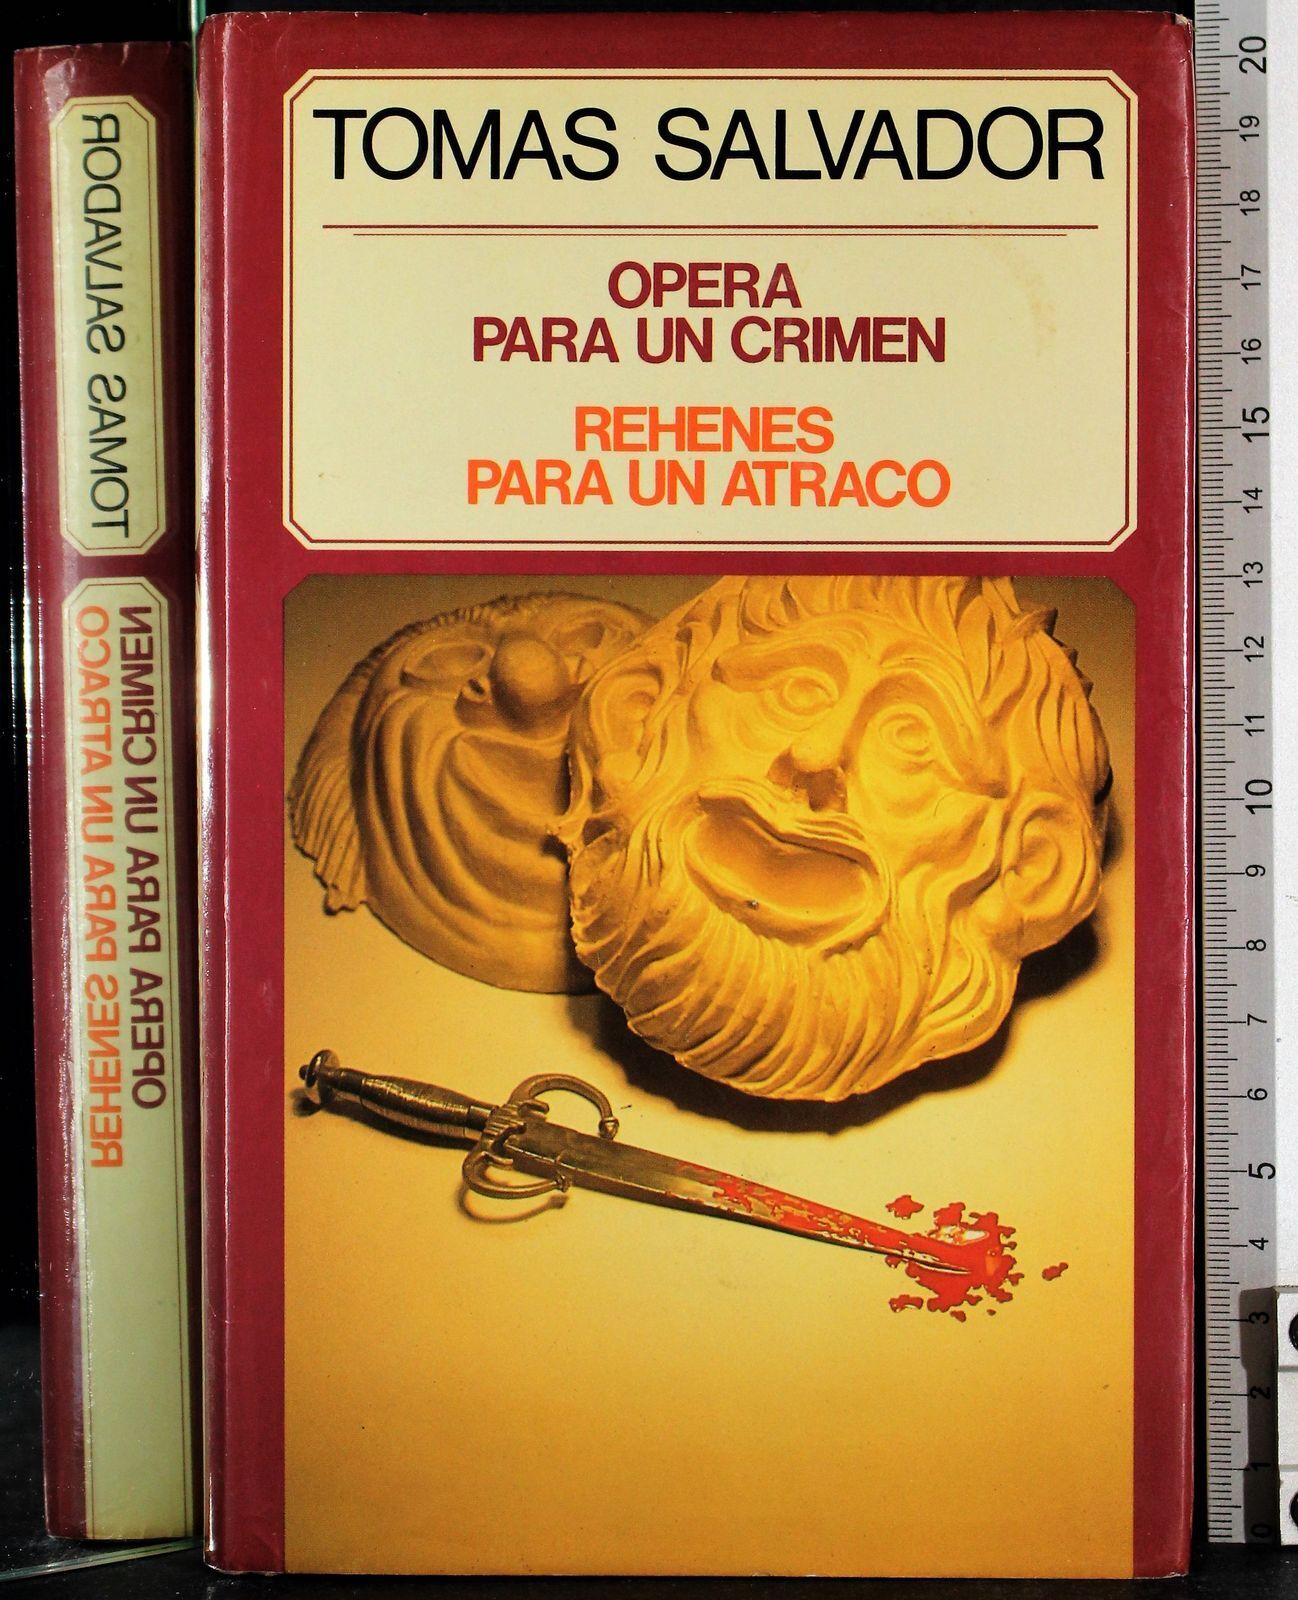 TOMAS SALVADOR
OPERA
PARA UN CRIMEN
REHENES
PARA UN ATRACO
TOMAS SALVADOR
OPERA PARA UN CRIMEN
REHENES PARA UN ATRACO
20
19
18
17
16
15
14
13
12
11
10
9
8
7
6
5
4
3
2
1
0